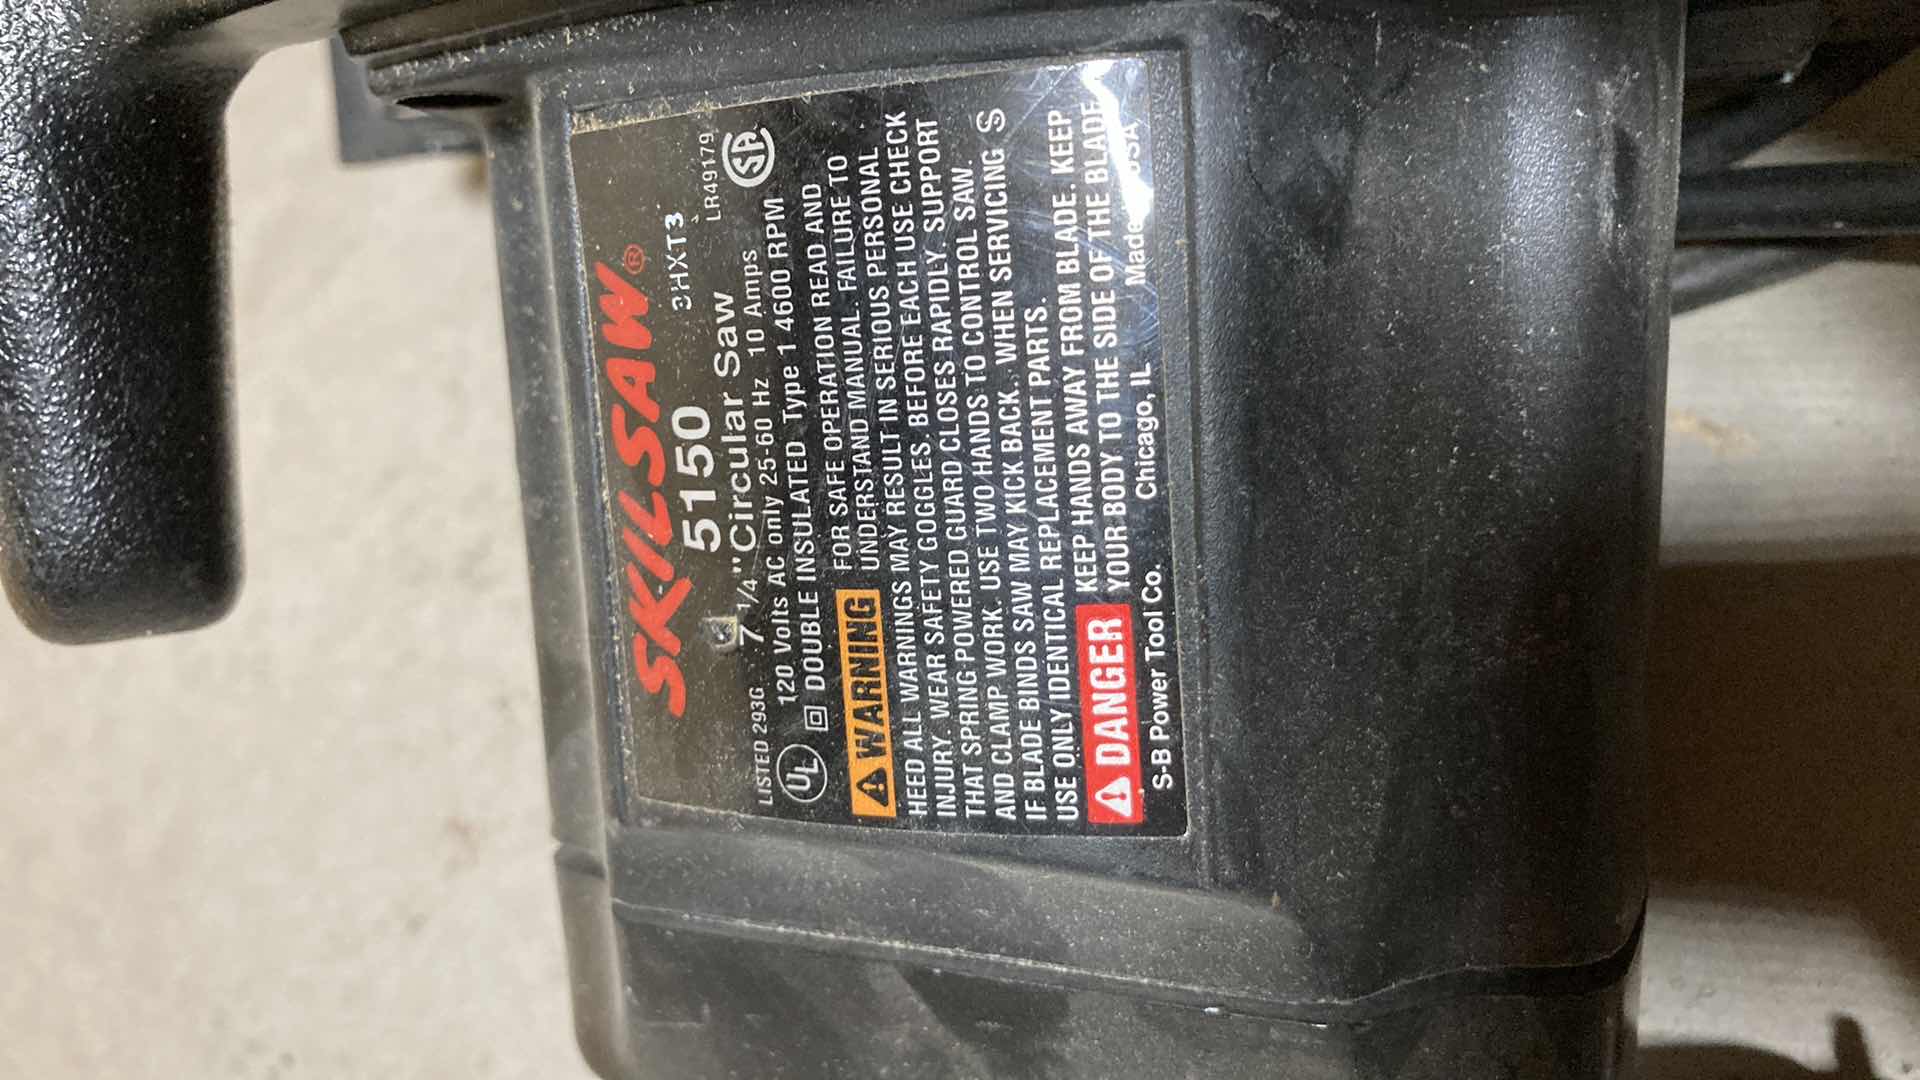 SKILSAW®
5150 3HXT3
7 1/4" Circular Saw LR49179
LISTED 293G
UL 120 Volts AC only 25-60 Hz 10 Amps SA
DOUBLE INSULATED Type 1 4600 RPM
WARNING FOR SAFE OPERATION READ AND
UNDERSTAND MANUAL. FAILURE TO
HEED ALL WARNINGS MAY RESULT IN SERIOUS PERSONAL
INJURY. WEAR SAFETY GOGGLES. BEFORE EACH USE CHECK
THAT SPRING POWERED GUARD CLOSES RAPIDLY. SUPPORT
AND CLAMP WORK. USE TWO HANDS TO CONTROL SAW.
IF BLADE BINDS SAW MAY KICK BACK. WHEN SERVICING S
USE ONLY IDENTICAL REPLACEMENT PARTS.
DANGER KEEP HANDS AWAY FROM BLADE. KEEP
YOUR BODY TO THE SIDE OF THE BLADE
S-B Power Tool Co. Chicago, IL Made USA